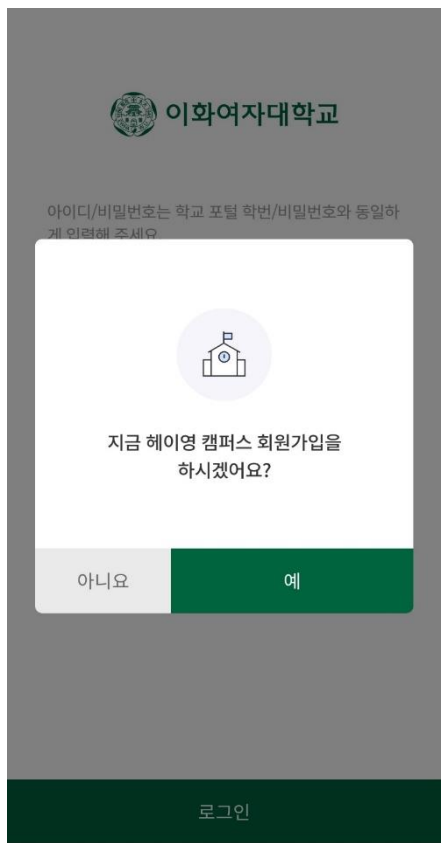 이화여자대학교
아이디/비밀번호는 학교 포털 학번/비밀번호와 동일하
게 입력해 주세요.
지금 헤이영 캠퍼스 회원가입을
하시겠어요?
아니요
예
로그인